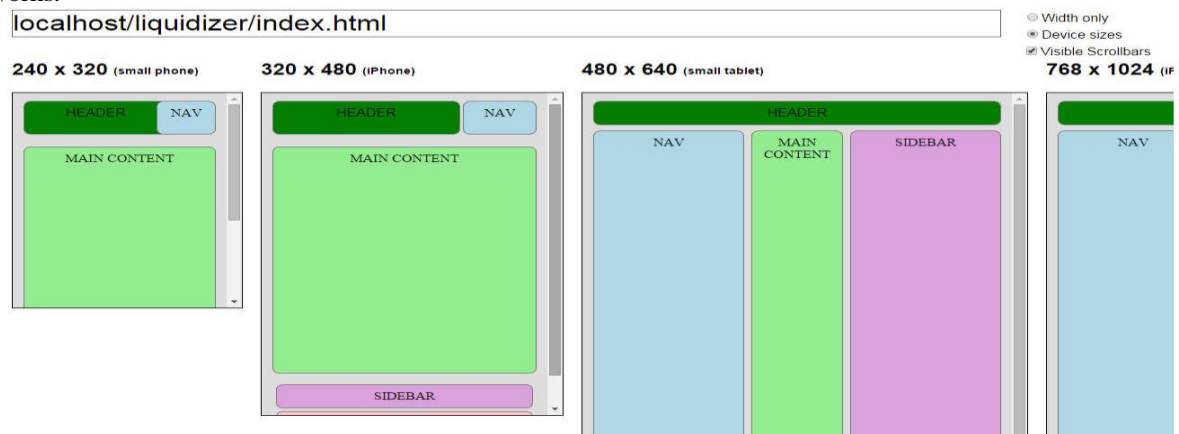 localhost/liquidizer/index.html
Width only
Device sizes
Visible Scrollbars
240 x 320 (small phone)
320 x 480 (iPhone)
480 x 640 (small tablet)
768 x 1024
HEADER
NAV
MAIN CONTENT
HEADER
NAV
MAIN CONTENT
SIDEBAR
HEADER
NAV
MAIN
CONTENT
SIDEBAR
NAV